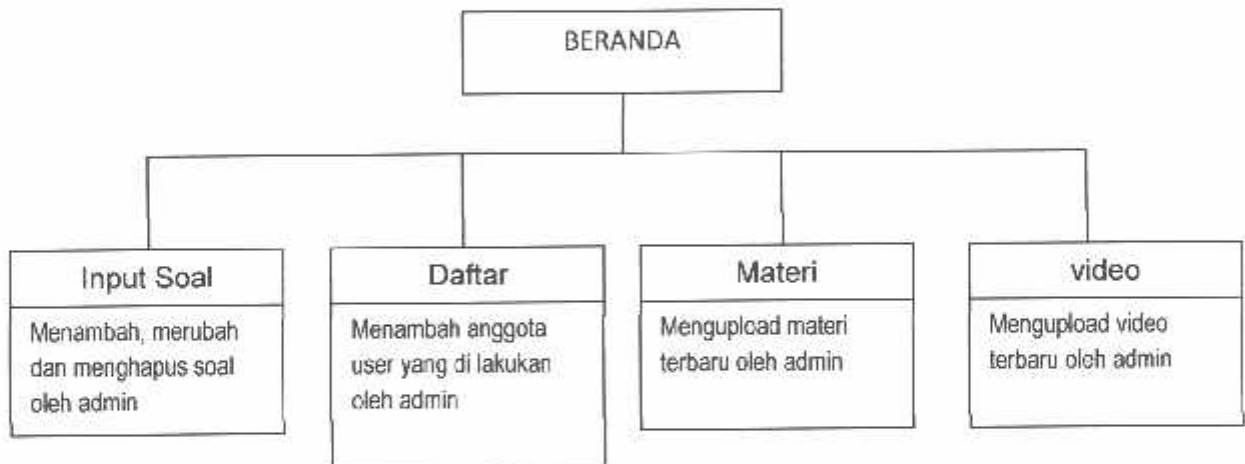 BERANDA
Input Soal
Menambah, merubah
dan menghapus soal
oleh admin
Daftar
Menambah anggota
user yang di lakukan
oleh admin
Materi
Mengupload materi
terbaru oleh admin
video
Mengupload video
terbaru oleh admin